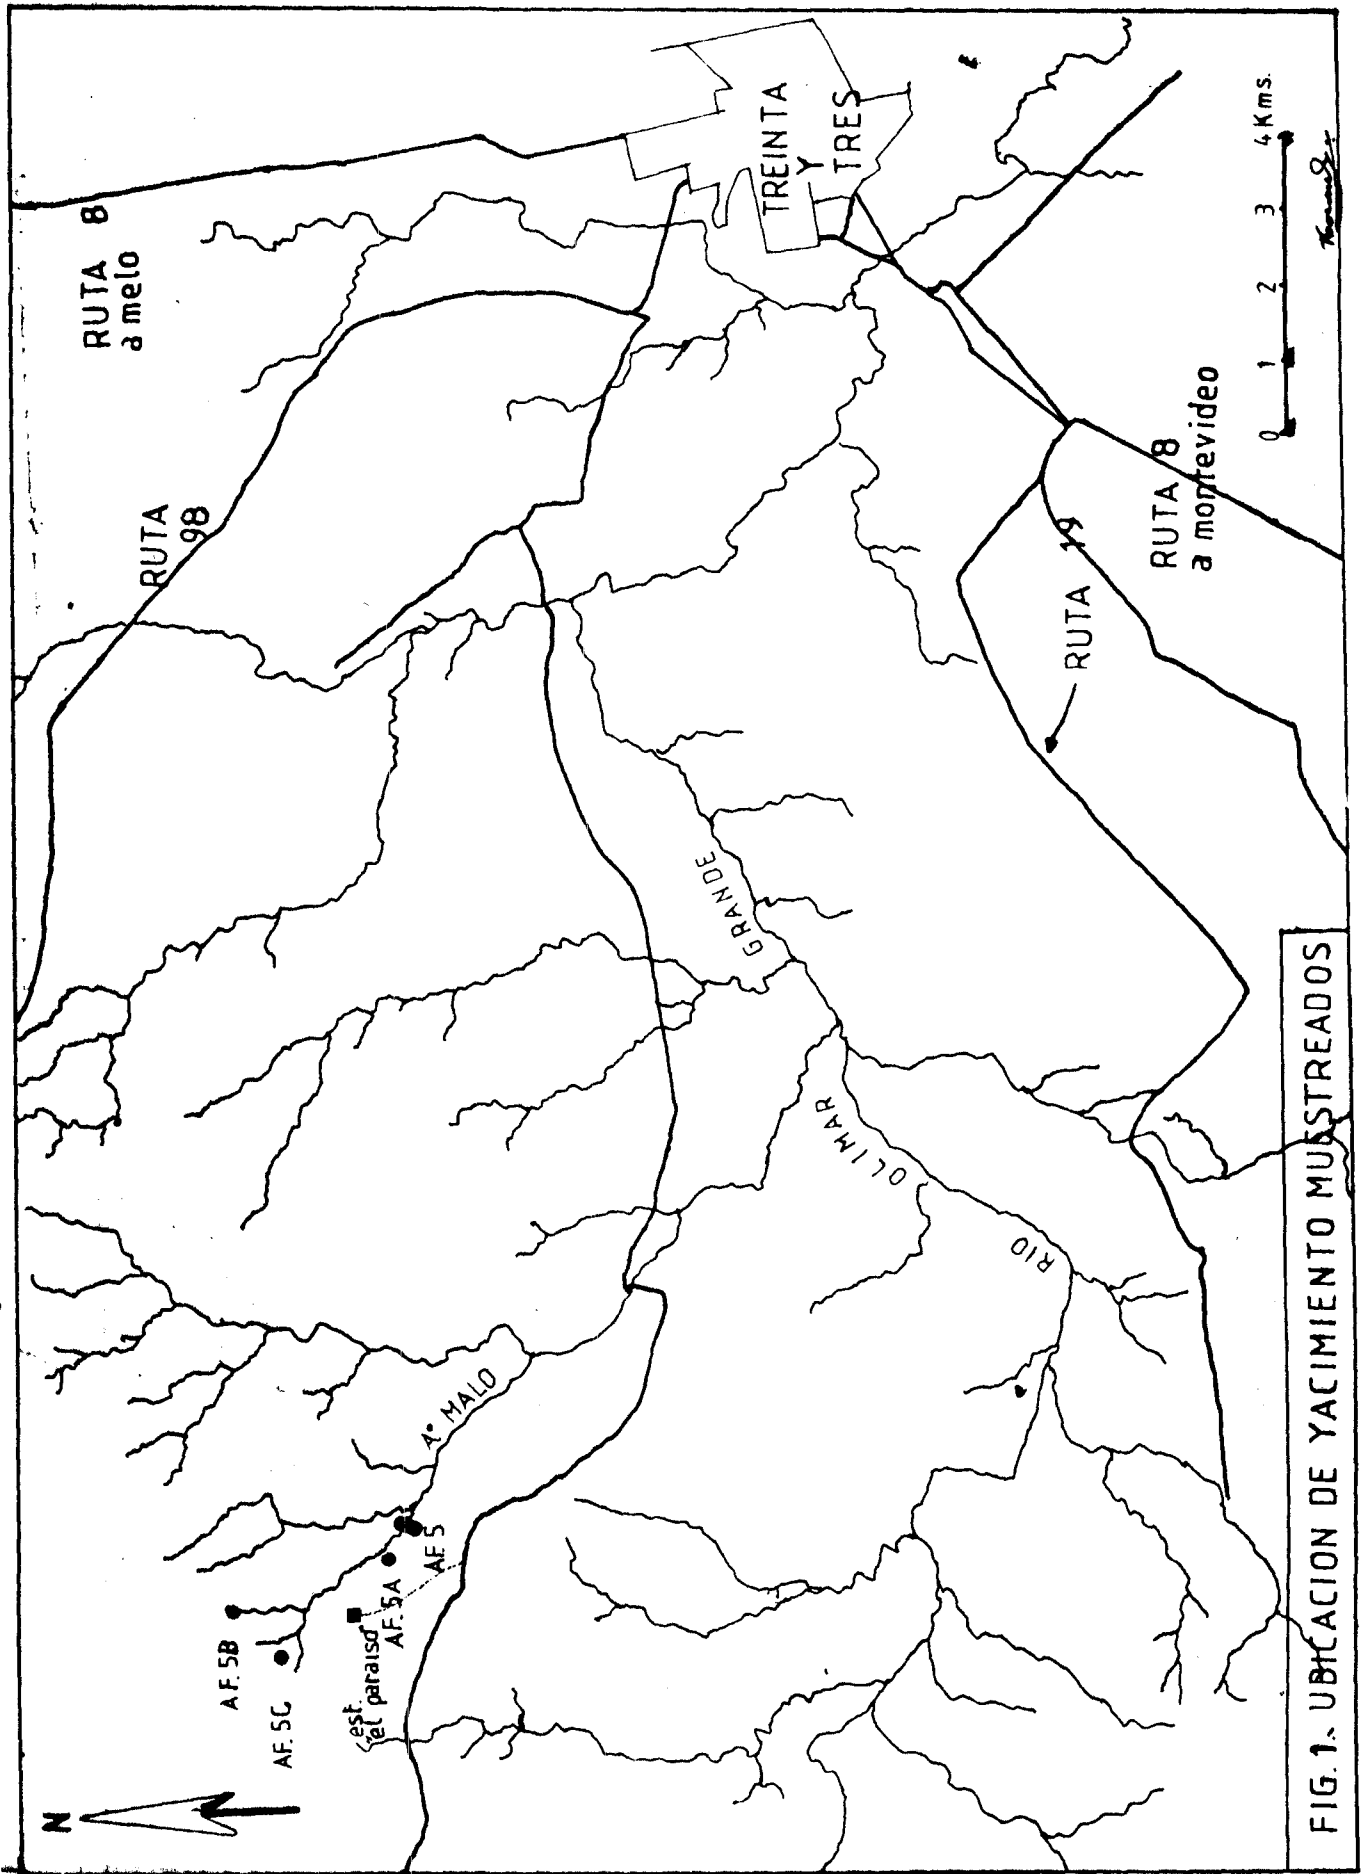 N
A F. 5B
AF. 5C
est.
"el paraiso"
AF. 5A
AF. 5
A° MALO
RUTA
98
RUTA 8
a melo
TREINTA
Y
TRES
RIO OLIMAR GRANDE
RUTA 19
RUTA 8
a montevideo
0 1 2 3 4 Kms.
FIG. 1. UBICACION DE YACIMIENTO MUESTREADOS